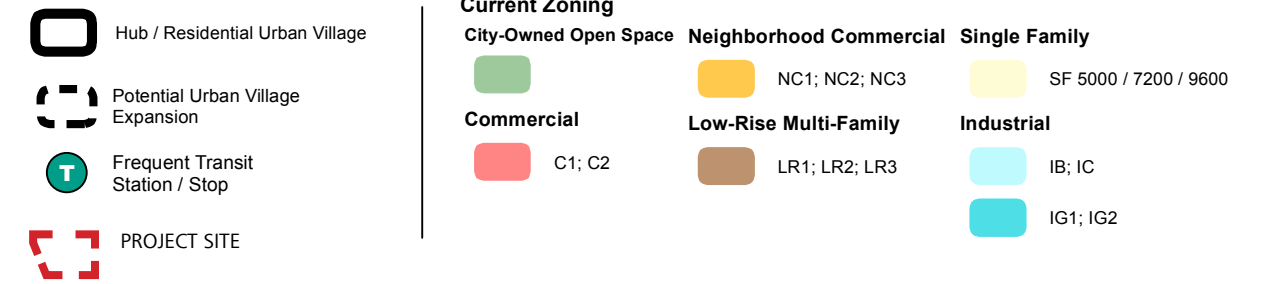 Hub / Residential Urban Village
Potential Urban Village
Expansion
T
Frequent Transit
Station / Stop
PROJECT SITE
Current Zoning
City-Owned Open Space
Neighborhood Commercial
NC1; NC2; NC3
Single Family
SF 5000 / 7200 / 9600
Commercial
C1; C2
Low-Rise Multi-Family
LR1; LR2; LR3
Industrial
IB; IC
IG1; IG2